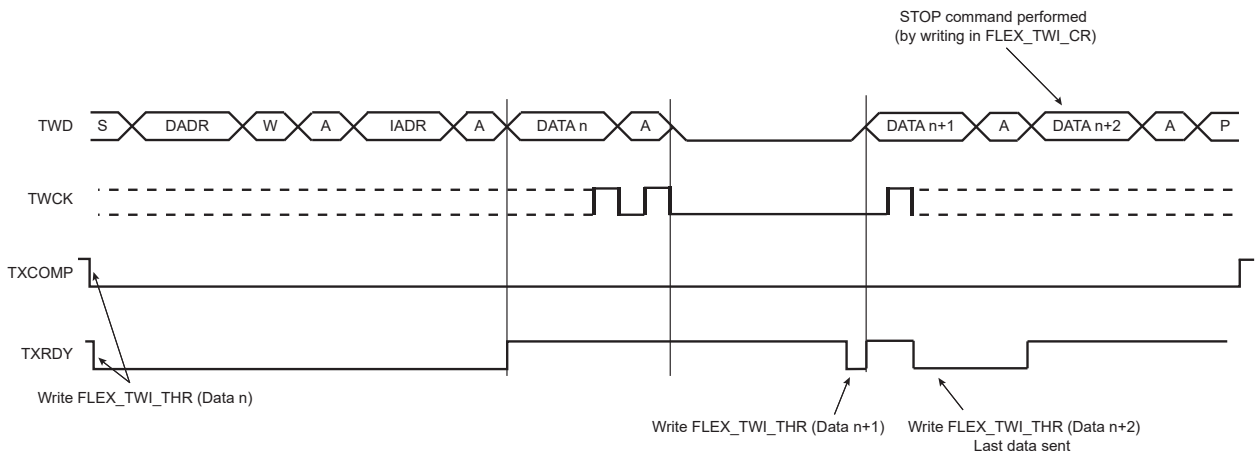 STOP command performed
(by writing in FLEX_TWI_CR)
TWD S DADR W A IADR A DATA n A DATA n+1 A DATA n+2 A P
TWCK
TXCOMP
TXRDY
Write FLEX_TWI_THR (Data n)
Write FLEX_TWI_THR (Data n+1) Write FLEX_TWI_THR (Data n+2)
Last data sent